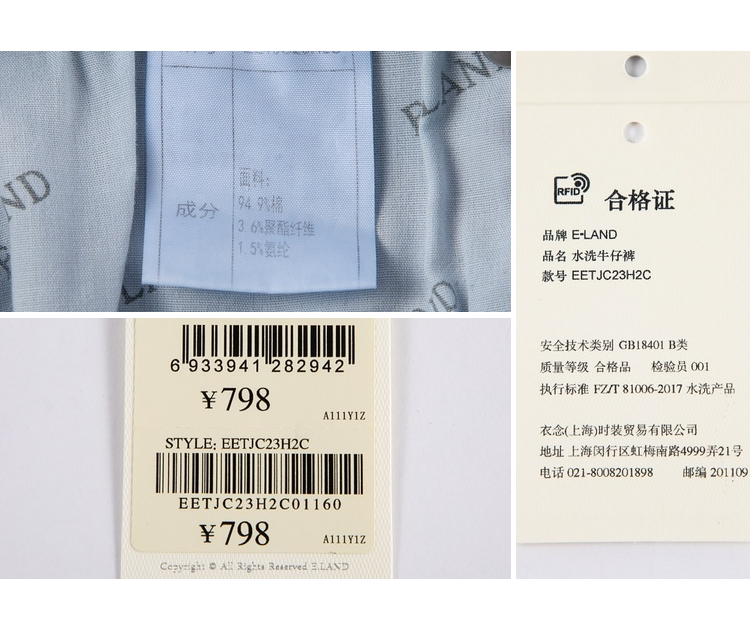 E.LAND
面料：
成分
94.9%棉
3.6%聚酯纤维
1.5%氨纶
6 933941 282942
￥798
A111Y1Z
STYLE: EETJC23H2C
EETJC23H2C01160
￥798
A111Y1Z
Copyright © All Rights Reserved E.LAND
RFID
合格证
品牌 E•LAND
品名 水洗牛仔裤
款号 EETJC23H2C
安全技术类别 GB18401 B类
质量等级 合格品 检验员 001
执行标准 FZ/T 81006-2017 水洗产品
衣念(上海)时装贸易有限公司
地址 上海闵行区虹梅南路4999弄21号
电话 021-8008201898 邮编 201109